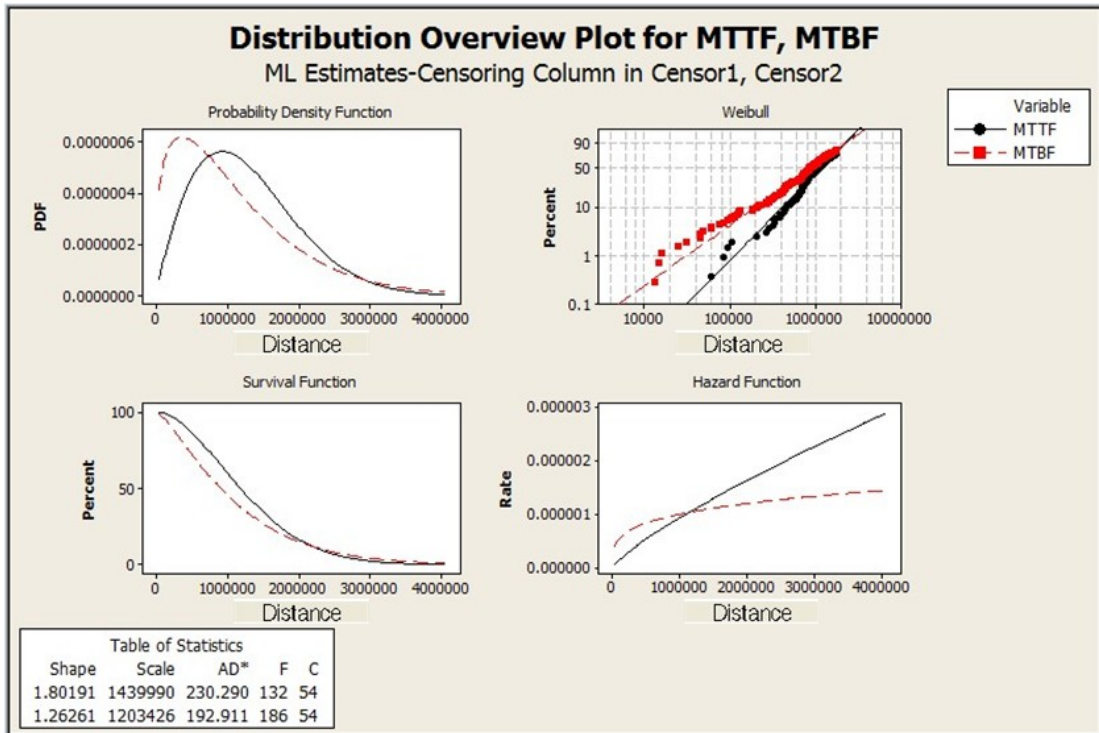 Distribution Overview Plot for MTTF, MTBF
ML Estimates-Censoring Column in Censor1, Censor2
Probability Density Function
PDF
0.0000006
0.0000004
0.0000002
0.0000000
0 1000000 2000000 3000000 4000000
Distance
Weibull
Percent
90
50
10
1
0.1
10000 100000 1000000 10000000
Distance
Variable
MTTF
MTBF
Survival Function
Percent
100
50
0
0 1000000 2000000 3000000 4000000
Distance
Hazard Function
Rate
0.000003
0.000002
0.000001
0.000000
0 1000000 2000000 3000000 4000000
Distance
Table of Statistics
Shape Scale AD* F C
1.80191 1439990 230.290 132 54
1.26261 1203426 192.911 186 54